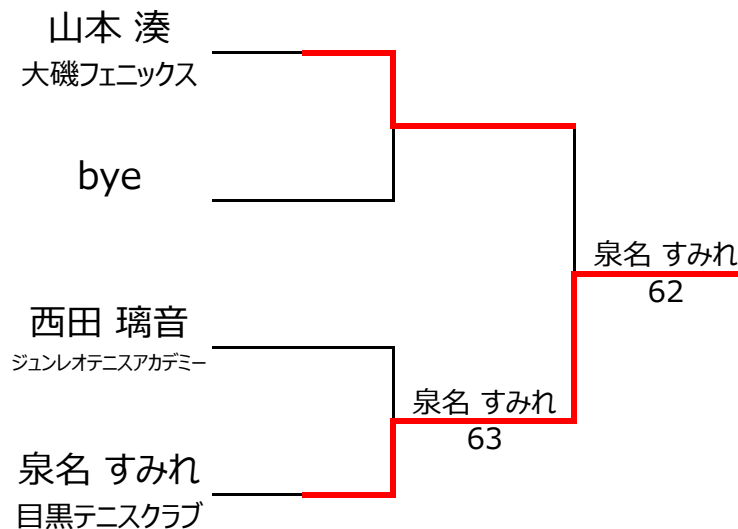 山本 湊
大磯フェニックス
bye
泉名 すみれ
62
西田 璃音
ジュンレオテニスアカデミー
泉名 すみれ
63
泉名 すみれ
目黒テニスクラブ